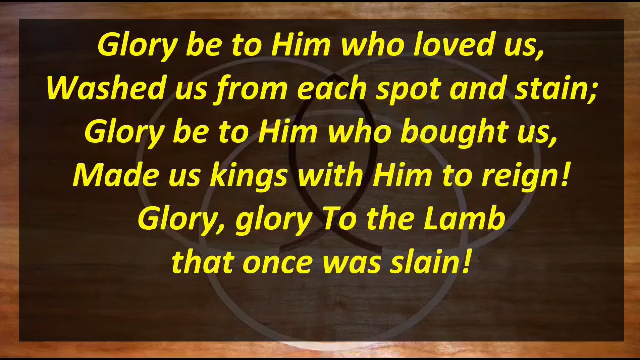 Glory be to Him who loved us,
Washed us from each spot and stain;
Glory be to Him who bought us,
Made us kings with Him to reign!
Glory, glory To the Lamb
that once was slain!